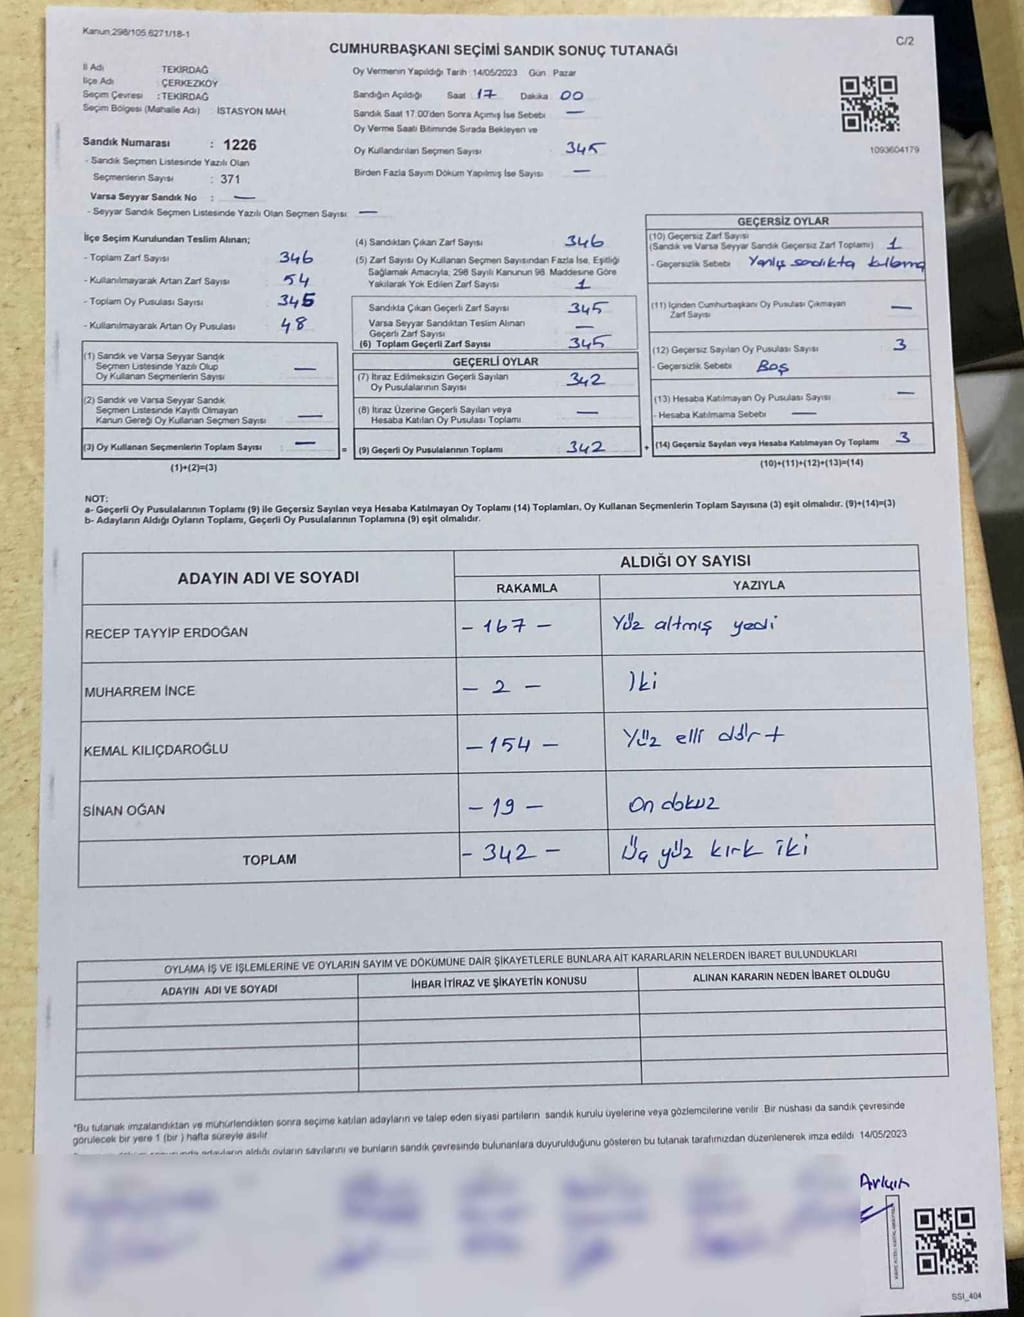 Kanun,298/105,6271/18-1
C/2
CUMHURBAŞKANI SEÇİMİ SANDIK SONUÇ TUTANAĞI
İl Adı TEKİRDAĞ
İlçe Adı ÇERKEZKÖY
Seçim Çevresi : TEKİRDAĞ
Seçim Bölgesi (Mahalle Adı) : İSTASYON MAH.
Sandık Numarası : 1226
- Sandık Seçmen Listesinde Yazılı Olan
Seçmenlerin Sayısı : 371
Varsa Seyyar Sandık No : —
- Seyyar Sandık Seçmen Listesinde Yazılı Olan Seçmen Sayısı : —
Oy Vermenin Yapıldığı Tarih : 14/05/2023 Gün : Pazar
Sandığın Açıldığı Saat : 17 Dakika 00
Sandık Saat 17:00'den Sonra Açımış İse Sebebi : —
Oy Verme Saati Bitiminde Sırada Bekleyen ve
Oy Kullandırılan Seçmen Sayısı 345
Birden Fazla Sayım Döküm Yapılmış İse Sayısı —
1093604179
İlçe Seçim Kurulundan Teslim Alınan;
- Toplam Zarf Sayısı : 346
- Kullanılmayarak Artan Zarf Sayısı : 54
- Toplam Oy Pusulası Sayısı : 345
- Kullanılmayarak Artan Oy Pusulası : 48
(1) Sandık ve Varsa Seyyar Sandık
Seçmen Listesinde Yazılı Olup
Oy Kullanan Seçmenlerin Sayısı —
(2) Sandık ve Varsa Seyyar Sandık
Seçmen Listesinde Kayıtlı Olmayan
Kanun Gereği Oy Kullanan Seçmen Sayısı —
(3) Oy Kullanan Seçmenlerin Toplam Sayısı —
(1)+(2)=(3)
(4) Sandıktan Çıkan Zarf Sayısı 346
(5) Zarf Sayısı Oy Kullanan Seçmen Sayısından Fazla İse, Eşitliği
Sağlamak Amacıyla, 298 Sayılı Kanunun 98. Maddesine Göre
Yakılarak Yok Edilen Zarf Sayısı 1
Sandıkta Çıkan Geçerli Zarf Sayısı 345
Varsa Seyyar Sandıktan Teslim Alınan
Geçerli Zarf Sayısı —
(6) Toplam Geçerli Zarf Sayısı 345
GEÇERLİ OYLAR
(7) İtiraz Edilmeksizin Geçerli Sayılan
Oy Pusulalarının Sayısı 342
(8) İtiraz Üzerine Geçerli Sayılan veya
Hesaba Katılan Oy Pusulası Toplamı —
= (9) Geçerli Oy Pusulalarının Toplamı 342
GEÇERSİZ OYLAR
(10) Geçersiz Zarf Sayısı
(Sandık ve Varsa Seyyar Sandık Geçersiz Zarf Toplamı) 1
- Geçersizlik Sebebi : Yanlış sandıkta kullanma
(11) İçinden Cumhurbaşkanı Oy Pusulası Çıkmayan
Zarf Sayısı —
(12) Geçersiz Sayılan Oy Pusulası Sayısı 3
- Geçersizlik Sebebi : Boş
(13) Hesaba Katılmayan Oy Pusulası Sayısı —
- Hesaba Katılmama Sebebi : —
+ (14) Geçersiz Sayılan veya Hesaba Katılmayan Oy Toplamı 3
(10)+(11)+(12)+(13)=(14)
NOT:
a- Geçerli Oy Pusulalarının Toplamı (9) ile Geçersiz Sayılan veya Hesaba Katılmayan Oy Toplamı (14) Toplamları, Oy Kullanan Seçmenlerin Toplam Sayısına (3) eşit olmalıdır. (9)+(14)=(3)
b- Adayların Aldığı Oyların Toplamı, Geçerli Oy Pusulalarının Toplamına (9) eşit olmalıdır.
ADAYIN ADI VE SOYADI
ALDIĞI OY SAYISI
RAKAMLA YAZIYLA
RECEP TAYYİP ERDOĞAN - 167 - Yüz altmış yedi
MUHARREM İNCE - 2 - İki
KEMAL KILIÇDAROĞLU - 154 - Yüz elli dört
SİNAN OĞAN - 19 - On dokuz
TOPLAM - 342 - Üç yüz kırk iki
OYLAMA İŞ VE İŞLEMLERİNE VE OYLARIN SAYIM VE DÖKÜMÜNE DAİR ŞİKAYETLERLE BUNLARA AİT KARARLARIN NELERDEN İBARET BULUNDUKLARI
ADAYIN ADI VE SOYADI İHBAR İTİRAZ VE ŞİKAYETİN KONUSU ALINAN KARARIN NEDEN İBARET OLDUĞU
*Bu tutanak imzalandıktan ve mühürlendikten sonra seçime katılan adayların ve talep eden siyasi partilerin sandık kurulu üyelerine veya gözlemcilerine verilir. Bir nüshası da sandık çevresinde
görülecek bir yere 1 (bir) hafta süreyle asılır.
adayların aldığı oyların sayılarını ve bunların sandık çevresinde bulunanlara duyurulduğunu gösteren bu tutanak tarafımızdan düzenlenerek imza edildi. 14/05/2023
SSI_404